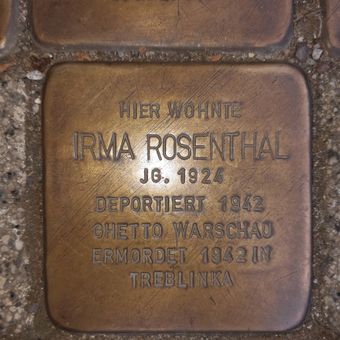 HIER WOHNTE
IRMA ROSENTHAL
JG. 1924
DEPORTIERT 1942
GHETTO WARSCHAU
ERMORDET 1942 IN
TREBLINKA